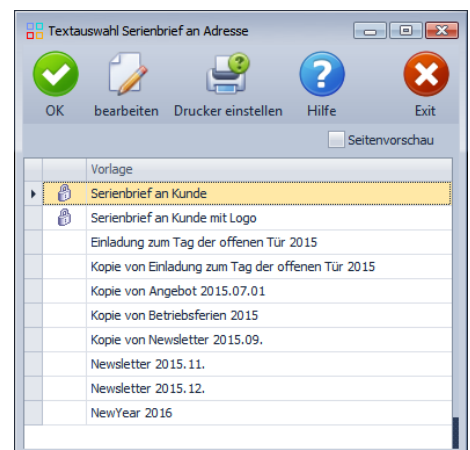 Textauswahl Serienbrief an Adresse
OK bearbeiten Drucker einstellen Hilfe Exit
Seitenvorschau
Vorlage
Serienbrief an Kunde
Serienbrief an Kunde mit Logo
Einladung zum Tag der offenen Tür 2015
Kopie von Einladung zum Tag der offenen Tür 2015
Kopie von Angebot 2015.07.01
Kopie von Betriebsferien 2015
Kopie von Newsletter 2015.09.
Newsletter 2015.11.
Newsletter 2015.12.
NewYear 2016